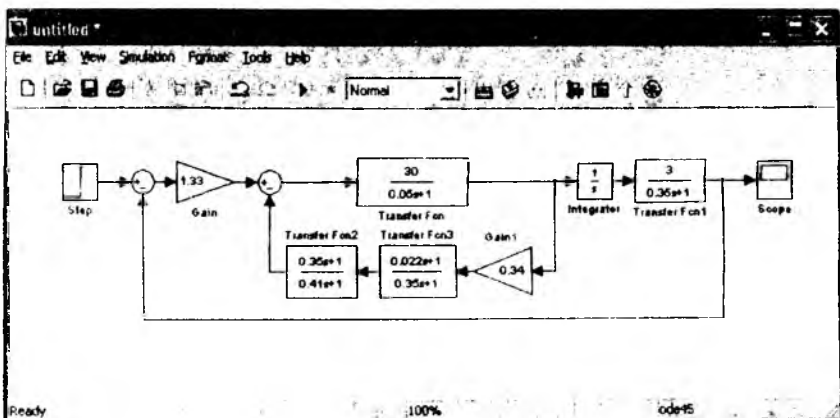 untitled *
File Edit View Simulation Format Tools Help
Normal
Step
1.33
Gain
30
0.05s+1
Transfer Fcn
1
s
Integrator
3
0.35s+1
Transfer Fcn1
Scope
Transfer Fcn2
0.35s+1
0.41s+1
Transfer Fcn3
0.022s+1
0.35s+1
Gain1
0.34
Ready
100%
ode45